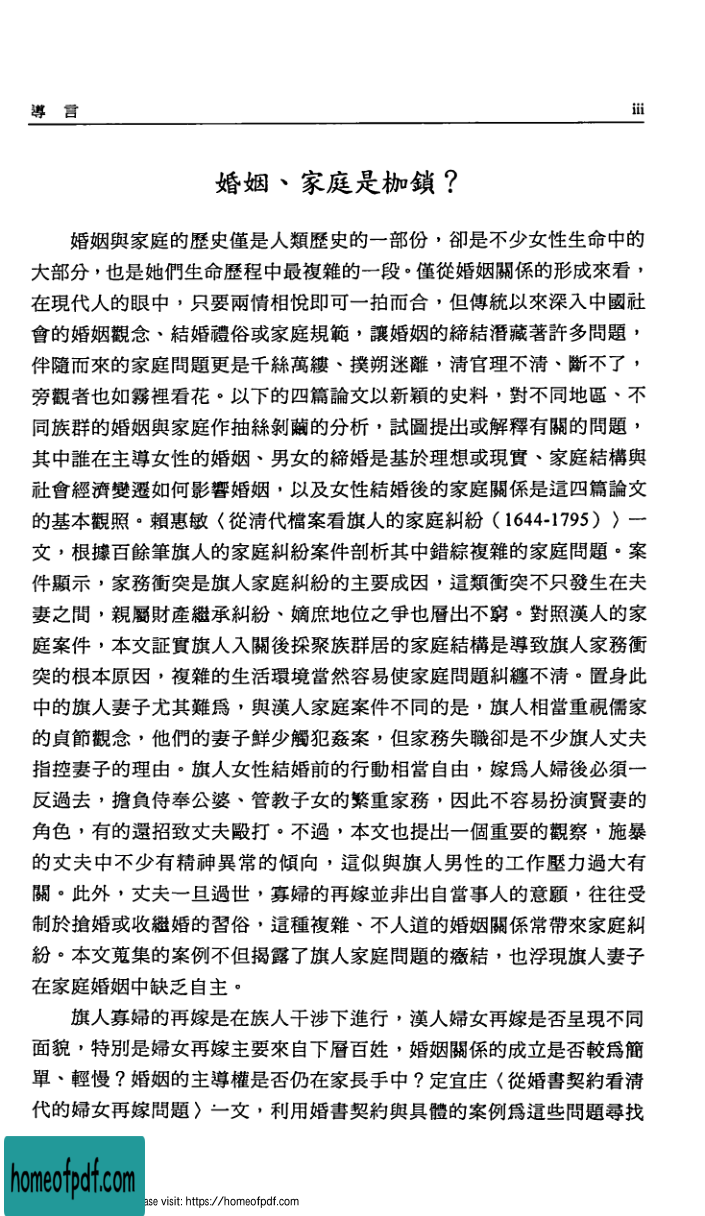 導　言 iii
婚姻、家庭是枷鎖？
婚姻與家庭的歷史僅是人類歷史的一部份，卻是不少女性生命中的
大部分，也是她們生命歷程中最複雜的一段。僅從婚姻關係的形成來看，
在現代人的眼中，只要兩情相悅即可一拍而合，但傳統以來深入中國社
會的婚姻觀念、結婚禮俗或家庭規範，讓婚姻的締結潛藏著許多問題，
伴隨而來的家庭問題更是千絲萬縷、撲朔迷離，清官理不清、斷不了，
旁觀者也如霧裡看花。以下的四篇論文以新穎的史料，對不同地區、不
同族群的婚姻與家庭作抽絲剝繭的分析，試圖提出或解釋有關的問題，
其中誰在主導女性的婚姻、男女的締婚是基於理想或現實、家庭結構與
社會經濟變遷如何影響婚姻，以及女性結婚後的家庭關係是這四篇論文
的基本觀照。賴惠敏〈從清代檔案看旗人的家庭糾紛（1644-1795）〉一
文，根據百餘筆旗人的家庭糾紛案件剖析其中錯綜複雜的家庭問題。案
件顯示，家務衝突是旗人家庭糾紛的主要成因，這類衝突不只發生在夫
妻之間，親屬財產繼承糾紛、嫡庶地位之爭也層出不窮。對照漢人的家
庭案件，本文証實旗人入關後採聚族群居的家庭結構是導致旗人家務衝
突的根本原因，複雜的生活環境當然容易使家庭問題糾纏不清。置身此
中的旗人妻子尤其難爲，與漢人家庭案件不同的是，旗人相當重視儒家
的貞節觀念，他們的妻子鮮少觸犯姦案，但家務失職卻是不少旗人丈夫
指控妻子的理由。旗人女性結婚前的行動相當自由，嫁爲人婦後必須一
反過去，擔負侍奉公婆、管教子女的繁重家務，因此不容易扮演賢妻的
角色，有的還招致丈夫毆打。不過，本文也提出一個重要的觀察，施暴
的丈夫中不少有精神異常的傾向，這似與旗人男性的工作壓力過大有
關。此外，丈夫一旦過世，寡婦的再嫁並非出自當事人的意願，往往受
制於搶婚或收繼婚的習俗，這種複雜、不人道的婚姻關係常帶來家庭糾
紛。本文蒐集的案例不但揭露了旗人家庭問題的癥結，也浮現旗人妻子
在家庭婚姻中缺乏自主。
旗人寡婦的再嫁是在族人干涉下進行，漢人婦女再嫁是否呈現不同
面貌，特別是婦女再嫁主要來自下層百姓，婚姻關係的成立是否較爲簡
單、輕慢？婚姻的主導權是否仍在家長手中？定宜庄〈從婚書契約看清
代的婦女再嫁問題〉一文，利用婚書契約與具體的案例爲這些問題尋找
homeofpdf.com
ase visit: https://homeofpdf.com